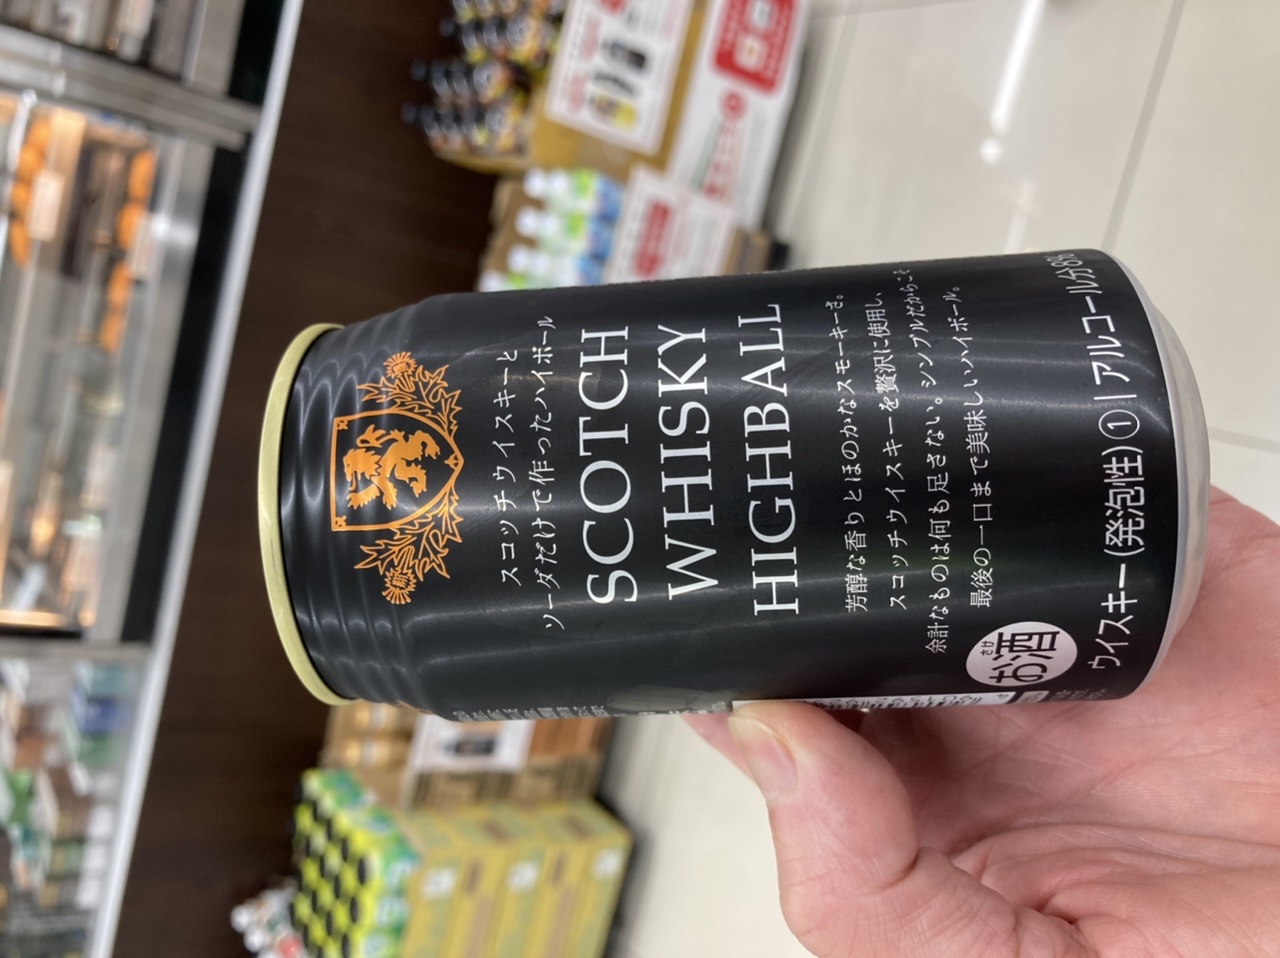 スコッチウイスキーと
ソーダだけで作ったハイボール
SCOTCH
WHISKY
HIGHBALL
芳醇な香りとほのかなスモーキーさ。
スコッチウイスキーを贅沢に使用し、
余計なものは何も足さない。シンプルだからこそ
最後の一口まで美味しいハイボール。
さけ
お酒
ウイスキー(発泡性)①|アルコール分8%